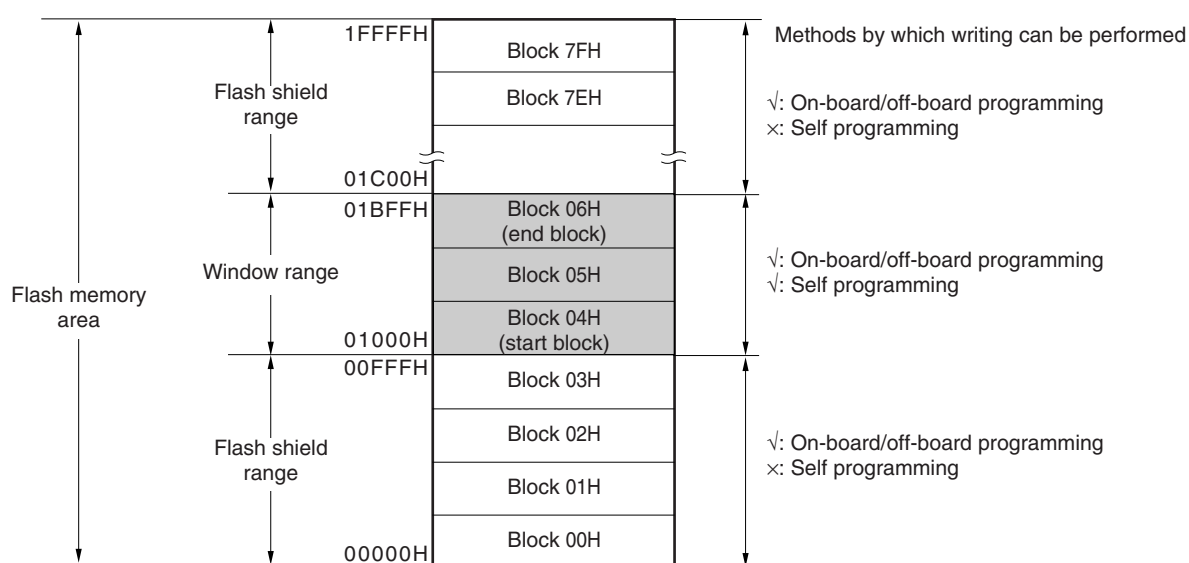 1FFFFH
Block 7FH
Methods by which writing can be performed
Flash shield
range
Block 7EH
√: On-board/off-board programming
×: Self programming
01C00H
01BFFH
Block 06H
(end block)
Window range
Block 05H
√: On-board/off-board programming
√: Self programming
Flash memory
area
Block 04H
(start block)
01000H
00FFFH
Block 03H
Flash shield
range
Block 02H
√: On-board/off-board programming
×: Self programming
Block 01H
Block 00H
00000H